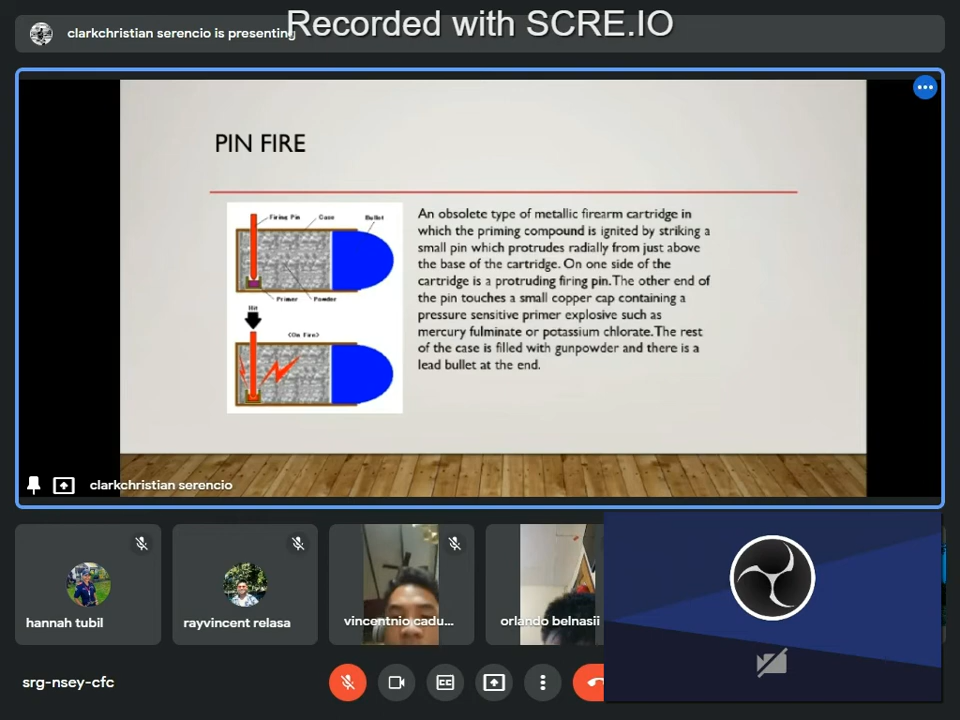 Recorded with SCRE.IO
clarkchristian serencio is presenting
PIN FIRE
Firing Pin
Case
Bullet
Primer
Powder
Hit
(On Fire)
An obsolete type of metallic firearm cartridge in
which the priming compound is ignited by striking a
small pin which protrudes radially from just above
the base of the cartridge. On one side of the
cartridge is a protruding firing pin. The other end of
the pin touches a small copper cap containing a
pressure sensitive primer explosive such as
mercury fulminate or potassium chlorate. The rest
of the case is filled with gunpowder and there is a
lead bullet at the end.
clarkchristian serencio
hannah tubil
rayvincent relasa
vincentnio cadu...
orlando belnasii
srg-nsey-cfc